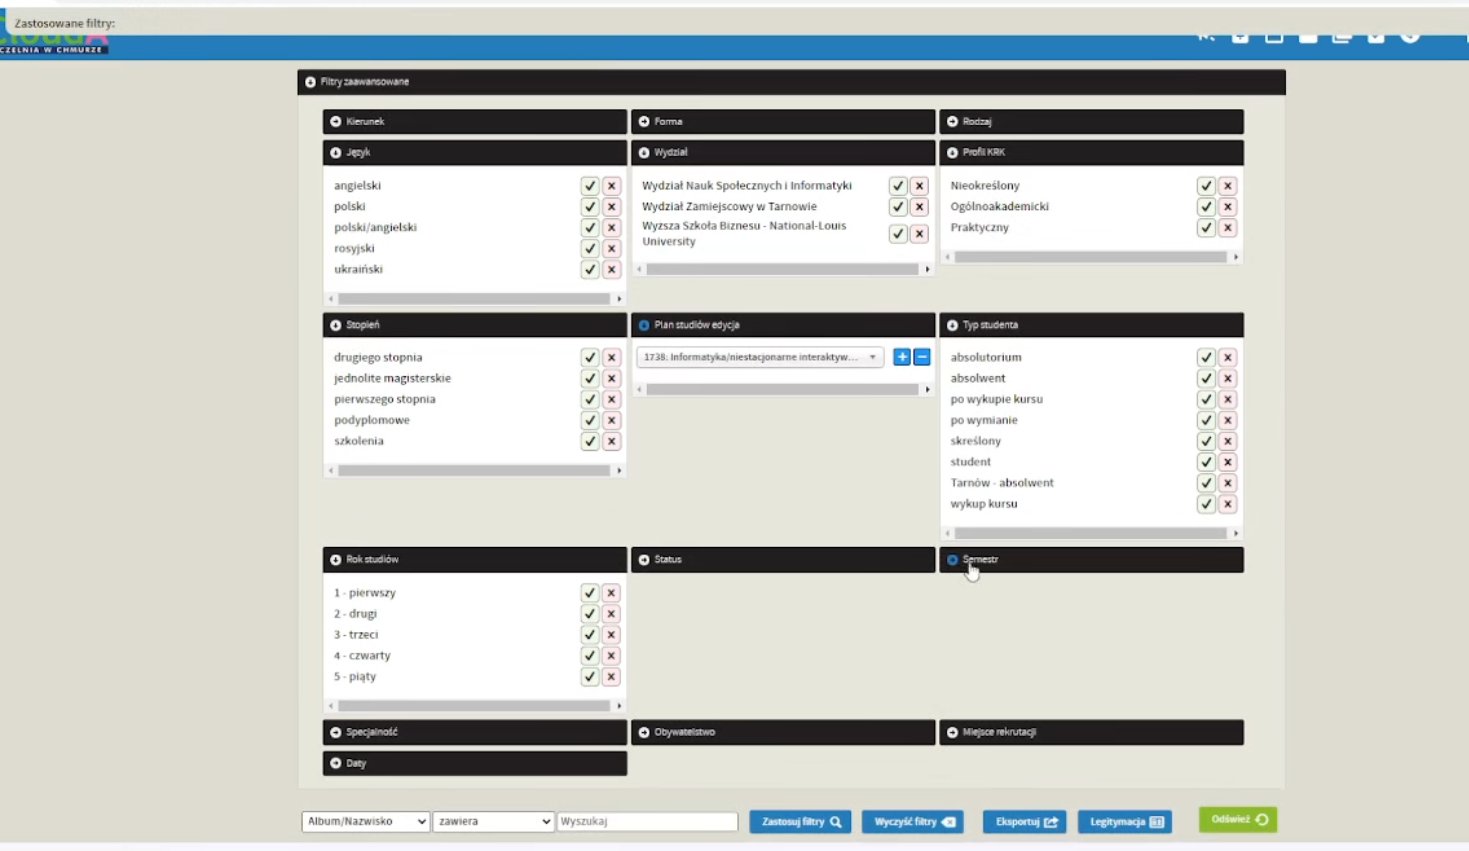 Zastosowane filtry:
CZELNIA W CHMURZE
Filtry zaawansowane
Kierunek
Forma
Rodzaj
Język
Wydział
Profil KRK
angielski
polski
polski/angielski
rosyjski
ukraiński
Wydział Nauk Społecznych i Informatyki
Wydział Zamiejscowy w Tarnowie
Wyzsza Szkoła Biznesu - National-Louis
University
Nieokreślony
Ogólnoakademicki
Praktyczny
Stopień
Plan studiów edycja
Typ studenta
drugiego stopnia
jednolite magisterskie
pierwszego stopnia
podyplomowe
szkolenia
1738: Informatyka/niestacjonarne interaktyw...
absolutorium
absolwent
po wykupie kursu
po wymianie
skreślony
student
Tarnów - absolwent
wykup kursu
Rok studiów
Status
Semestr
1 - pierwszy
2 - drugi
3 - trzeci
4 - czwarty
5 - piąty
Specjalność
Obywatelstwo
Miejsce rekrutacji
Daty
Album/Nazwisko
zawiera
Wyszukaj
Zastosuj filtry
Wyczyść filtry
Eksportuj
Legitymacja
Odśwież